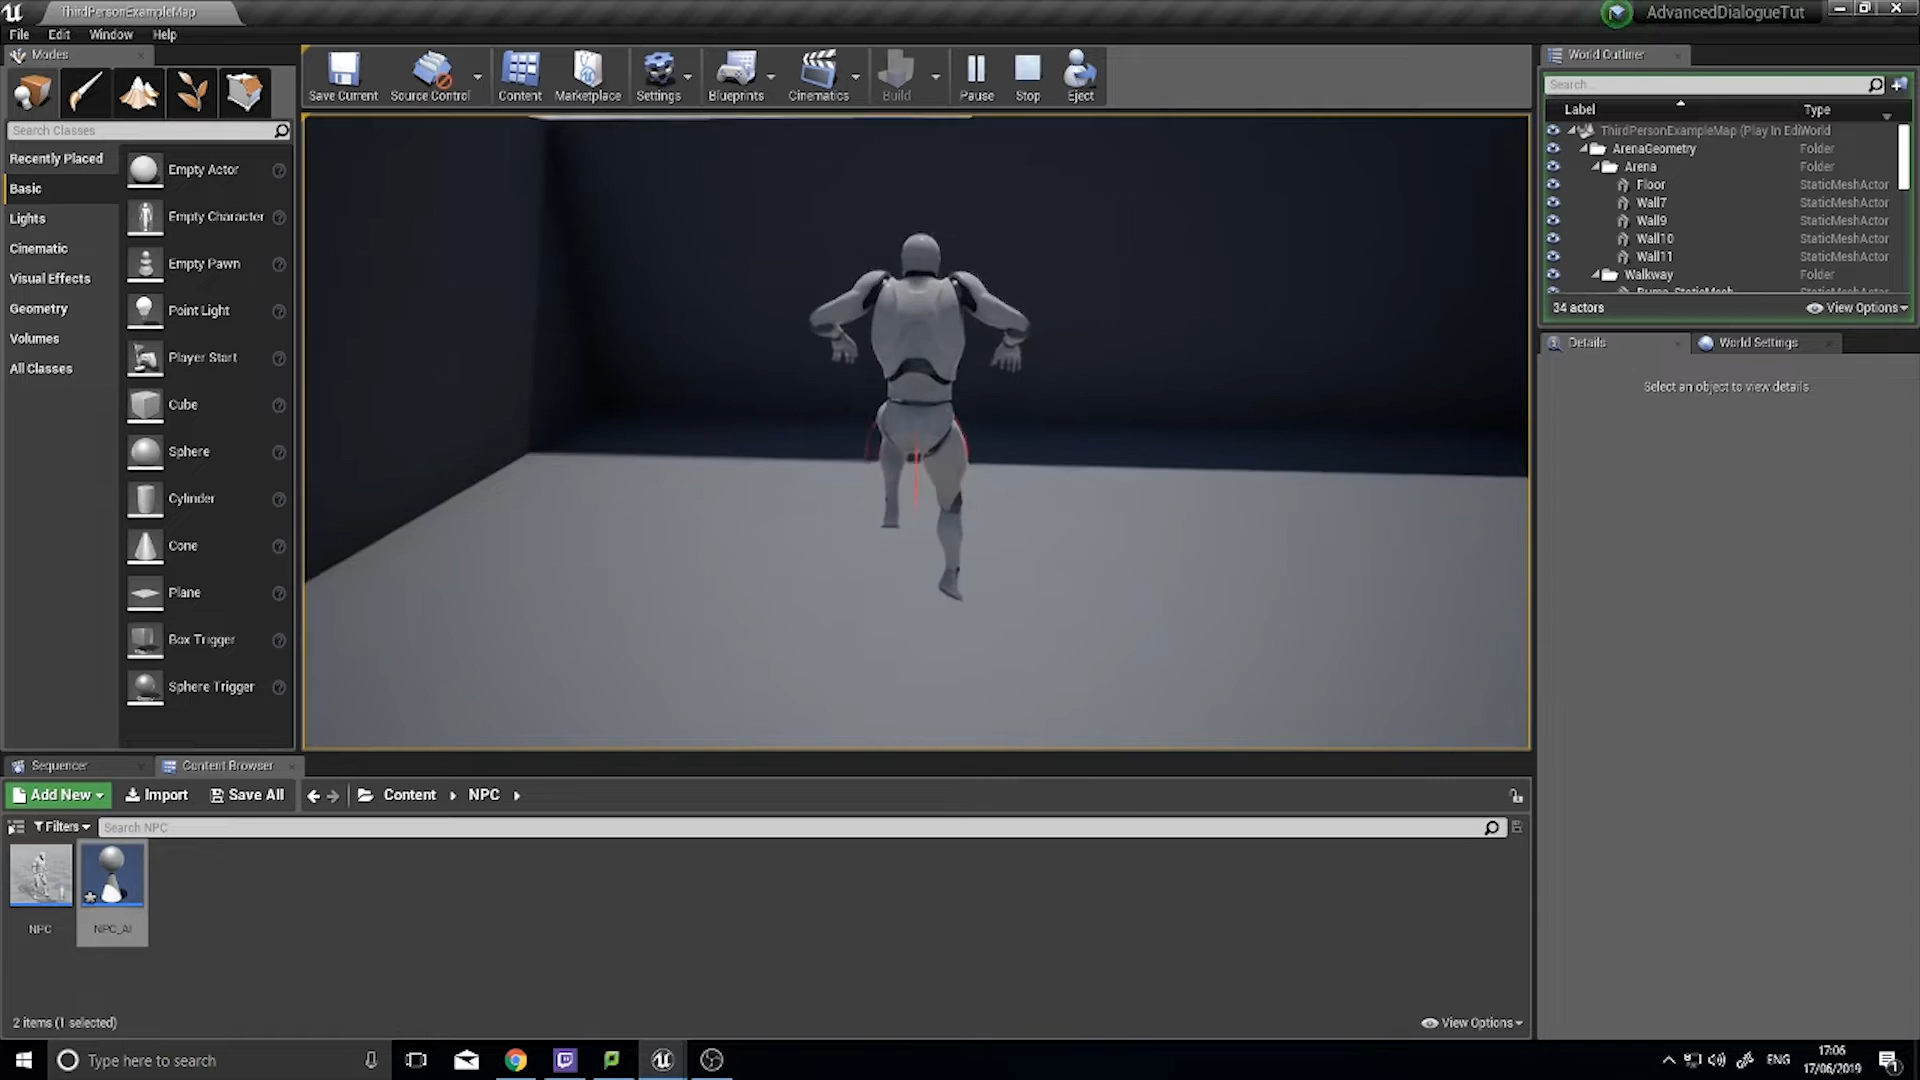 ThirdPersonExampleMap
AdvancedDialogueTut
File Edit Window Help
Modes
Search Classes
Recently Placed
Basic
Lights
Cinematic
Visual Effects
Geometry
Volumes
All Classes
Empty Actor
Empty Character
Empty Pawn
Point Light
Player Start
Cube
Sphere
Cylinder
Cone
Plane
Box Trigger
Sphere Trigger
Save Current Source Control Content Marketplace Settings Blueprints Cinematics Build Pause Stop Eject
World Outliner
Search...
Label Type
ThirdPersonExampleMap (Play In EdiWorld
ArenaGeometry Folder
Arena Folder
Floor StaticMeshActor
Wall7 StaticMeshActor
Wall9 StaticMeshActor
Wall10 StaticMeshActor
Wall11 StaticMeshActor
Walkway Folder
34 actors View Options
Details World Settings
Select an object to view details
Sequencer Content Browser
Add New Import Save All Content NPC
Filters Search NPC
NPC NPC_AI
2 items (1 selected) View Options
Type here to search
ENG 17:06
17/06/2019